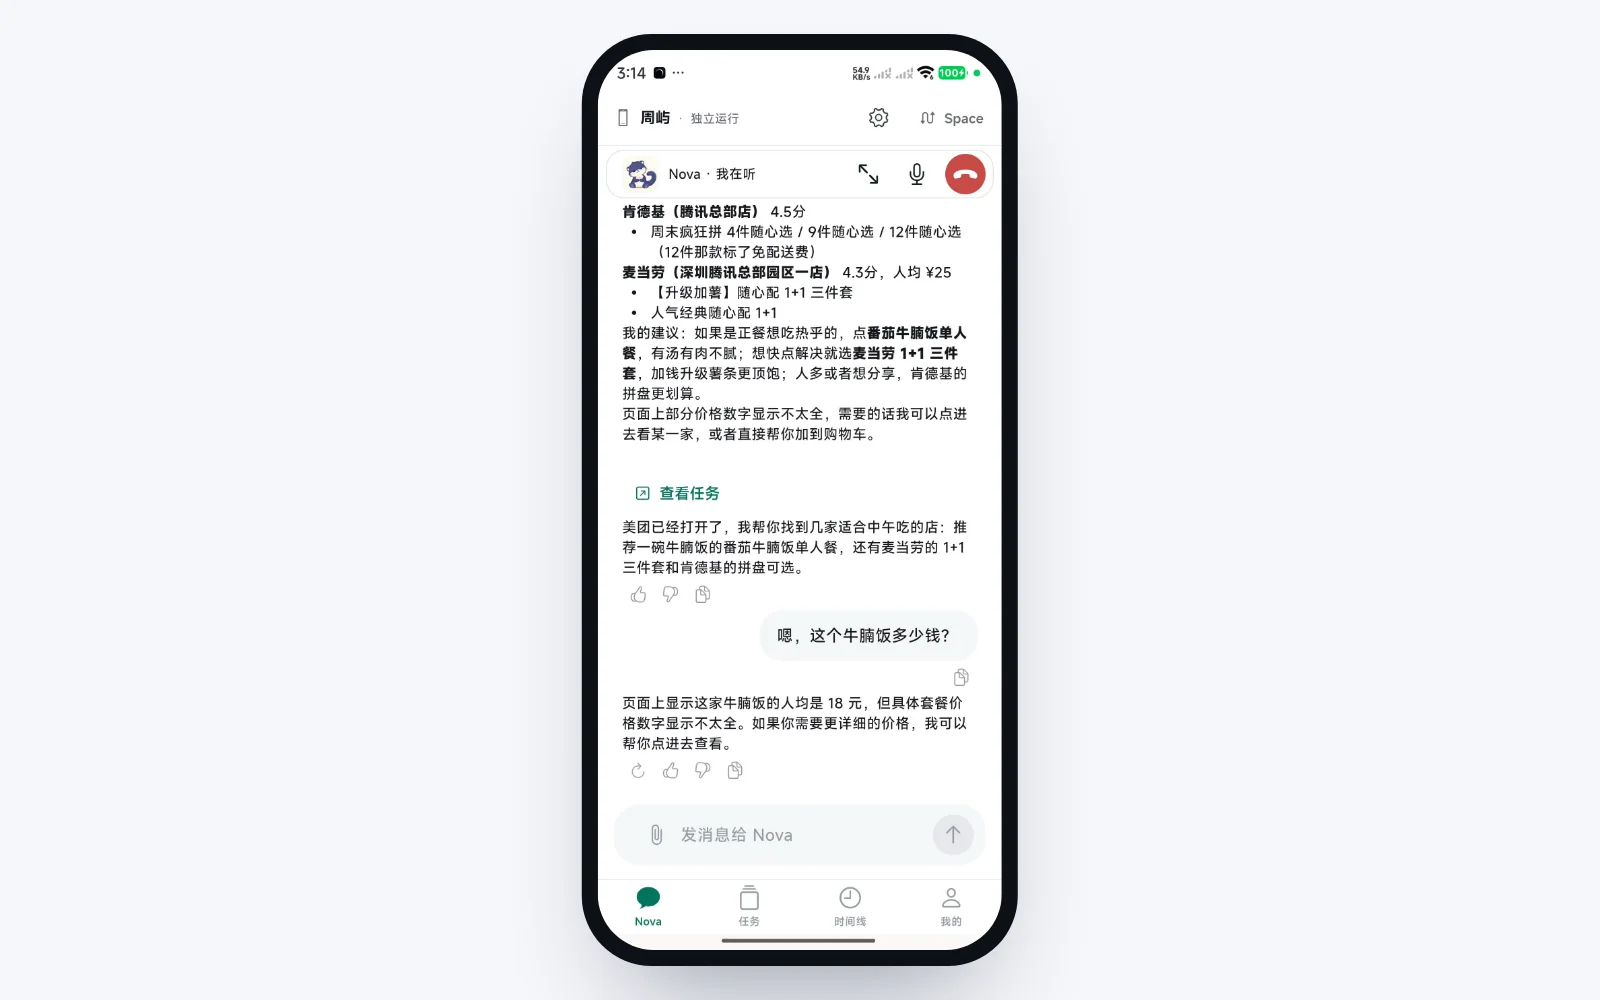 3:14 ··· 54.9 KB/s 100
周屿 · 独立运行 Space
Nova · 我在听
肯德基（腾讯总部店） 4.5分
• 周末疯狂拼 4件随心选 / 9件随心选 / 12件随心选
（12件那款标了免配送费）
麦当劳（深圳腾讯总部园区一店） 4.3分，人均 ¥25
• 【升级加薯】随心配 1+1 三件套
• 人气经典随心配 1+1
我的建议：如果是正餐想吃热乎的，点番茄牛腩饭单人
餐，有汤有肉不腻；想快点解决就选麦当劳 1+1 三件
套，加钱升级薯条更顶饱；人多或者想分享，肯德基的
拼盘更划算。
页面上部分价格数字显示不太全，需要的话我可以点进
去看某一家，或者直接帮你加到购物车。
查看任务
美团已经打开了，我帮你找到几家适合中午吃的店：推
荐一碗牛腩饭的番茄牛腩饭单人餐，还有麦当劳的 1+1
三件套和肯德基的拼盘可选。
嗯，这个牛腩饭多少钱？
页面上显示这家牛腩饭的人均是 18 元，但具体套餐价
格数字显示不太全。如果你需要更详细的价格，我可以
帮你点进去查看。
发消息给 Nova
Nova 任务 时间线 我的